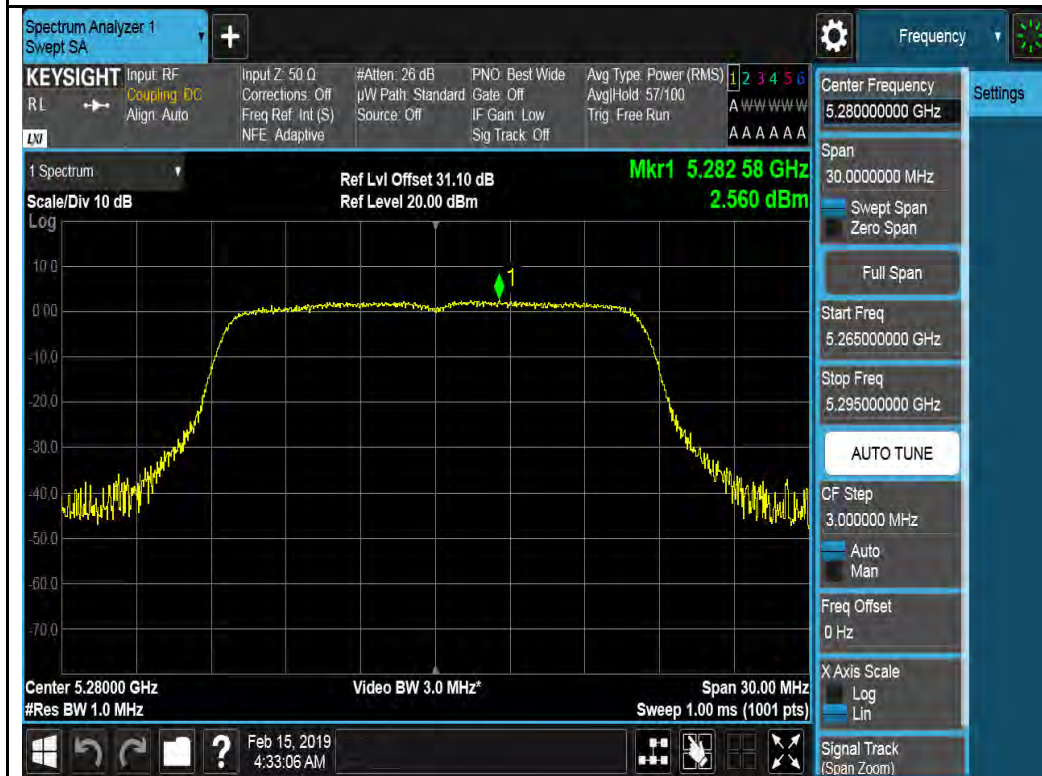 Spectrum Analyzer 1
Swept SA
+
Frequency
KEYSIGHT
RL
LXI
Input: RF
Coupling: DC
Align: Auto
Input Z: 50 Ω
Corrections: Off
Freq Ref: Int (S)
NFE: Adaptive
#Atten: 26 dB
µW Path: Standard
Source: Off
PNO: Best Wide
Gate: Off
IF Gain: Low
Sig Track: Off
Avg Type: Power (RMS)
Avg|Hold: 57/100
Trig: Free Run
1 2 3 4 5 6
A W W W W W
A A A A A A
1 Spectrum
Scale/Div 10 dB
Ref Lvl Offset 31.10 dB
Ref Level 20.00 dBm
Mkr1 5.282 58 GHz
2.560 dBm
Log
10.0
0.00
-10.0
-20.0
-30.0
-40.0
-50.0
-60.0
-70.0
1
Center 5.28000 GHz
#Res BW 1.0 MHz
Video BW 3.0 MHz*
Span 30.00 MHz
Sweep 1.00 ms (1001 pts)
?
Feb 15, 2019
4:33:06 AM
Center Frequency
5.280000000 GHz
Settings
Span
30.0000000 MHz
Swept Span
Zero Span
Full Span
Start Freq
5.265000000 GHz
Stop Freq
5.295000000 GHz
AUTO TUNE
CF Step
3.000000 MHz
Auto
Man
Freq Offset
0 Hz
X Axis Scale
Log
Lin
Signal Track
(Span Zoom)